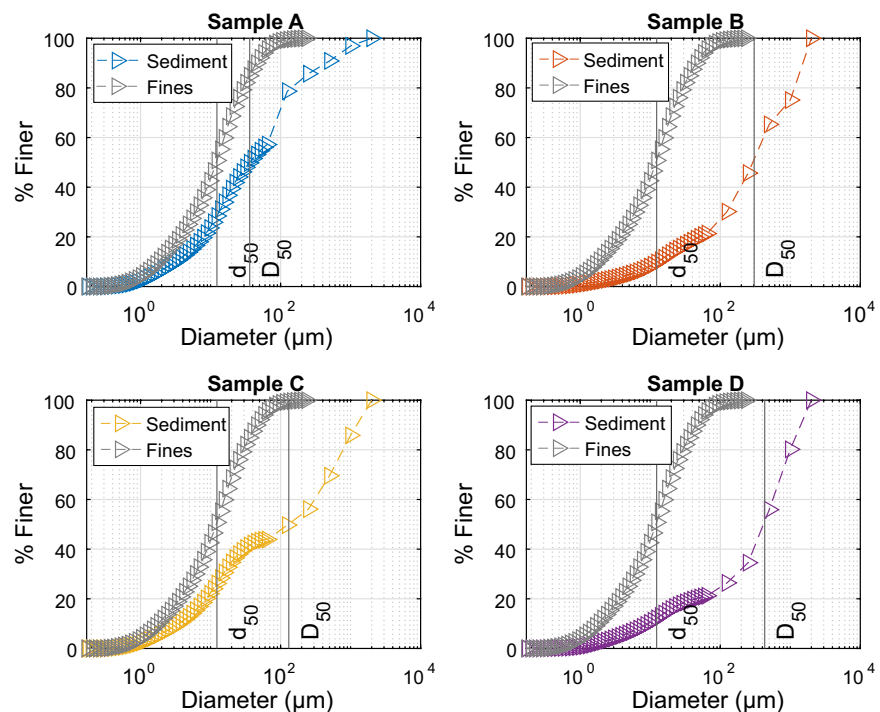 Sample A
100
80
60
40
20
0
% Finer
Sediment
Fines
d50
D50
10^0
10^2
10^4
Diameter (µm)
Sample B
100
80
60
40
20
0
% Finer
Sediment
Fines
d50
D50
10^0
10^2
10^4
Diameter (µm)
Sample C
100
80
60
40
20
0
% Finer
Sediment
Fines
d50
D50
10^0
10^2
10^4
Diameter (µm)
Sample D
100
80
60
40
20
0
% Finer
Sediment
Fines
d50
D50
10^0
10^2
10^4
Diameter (µm)